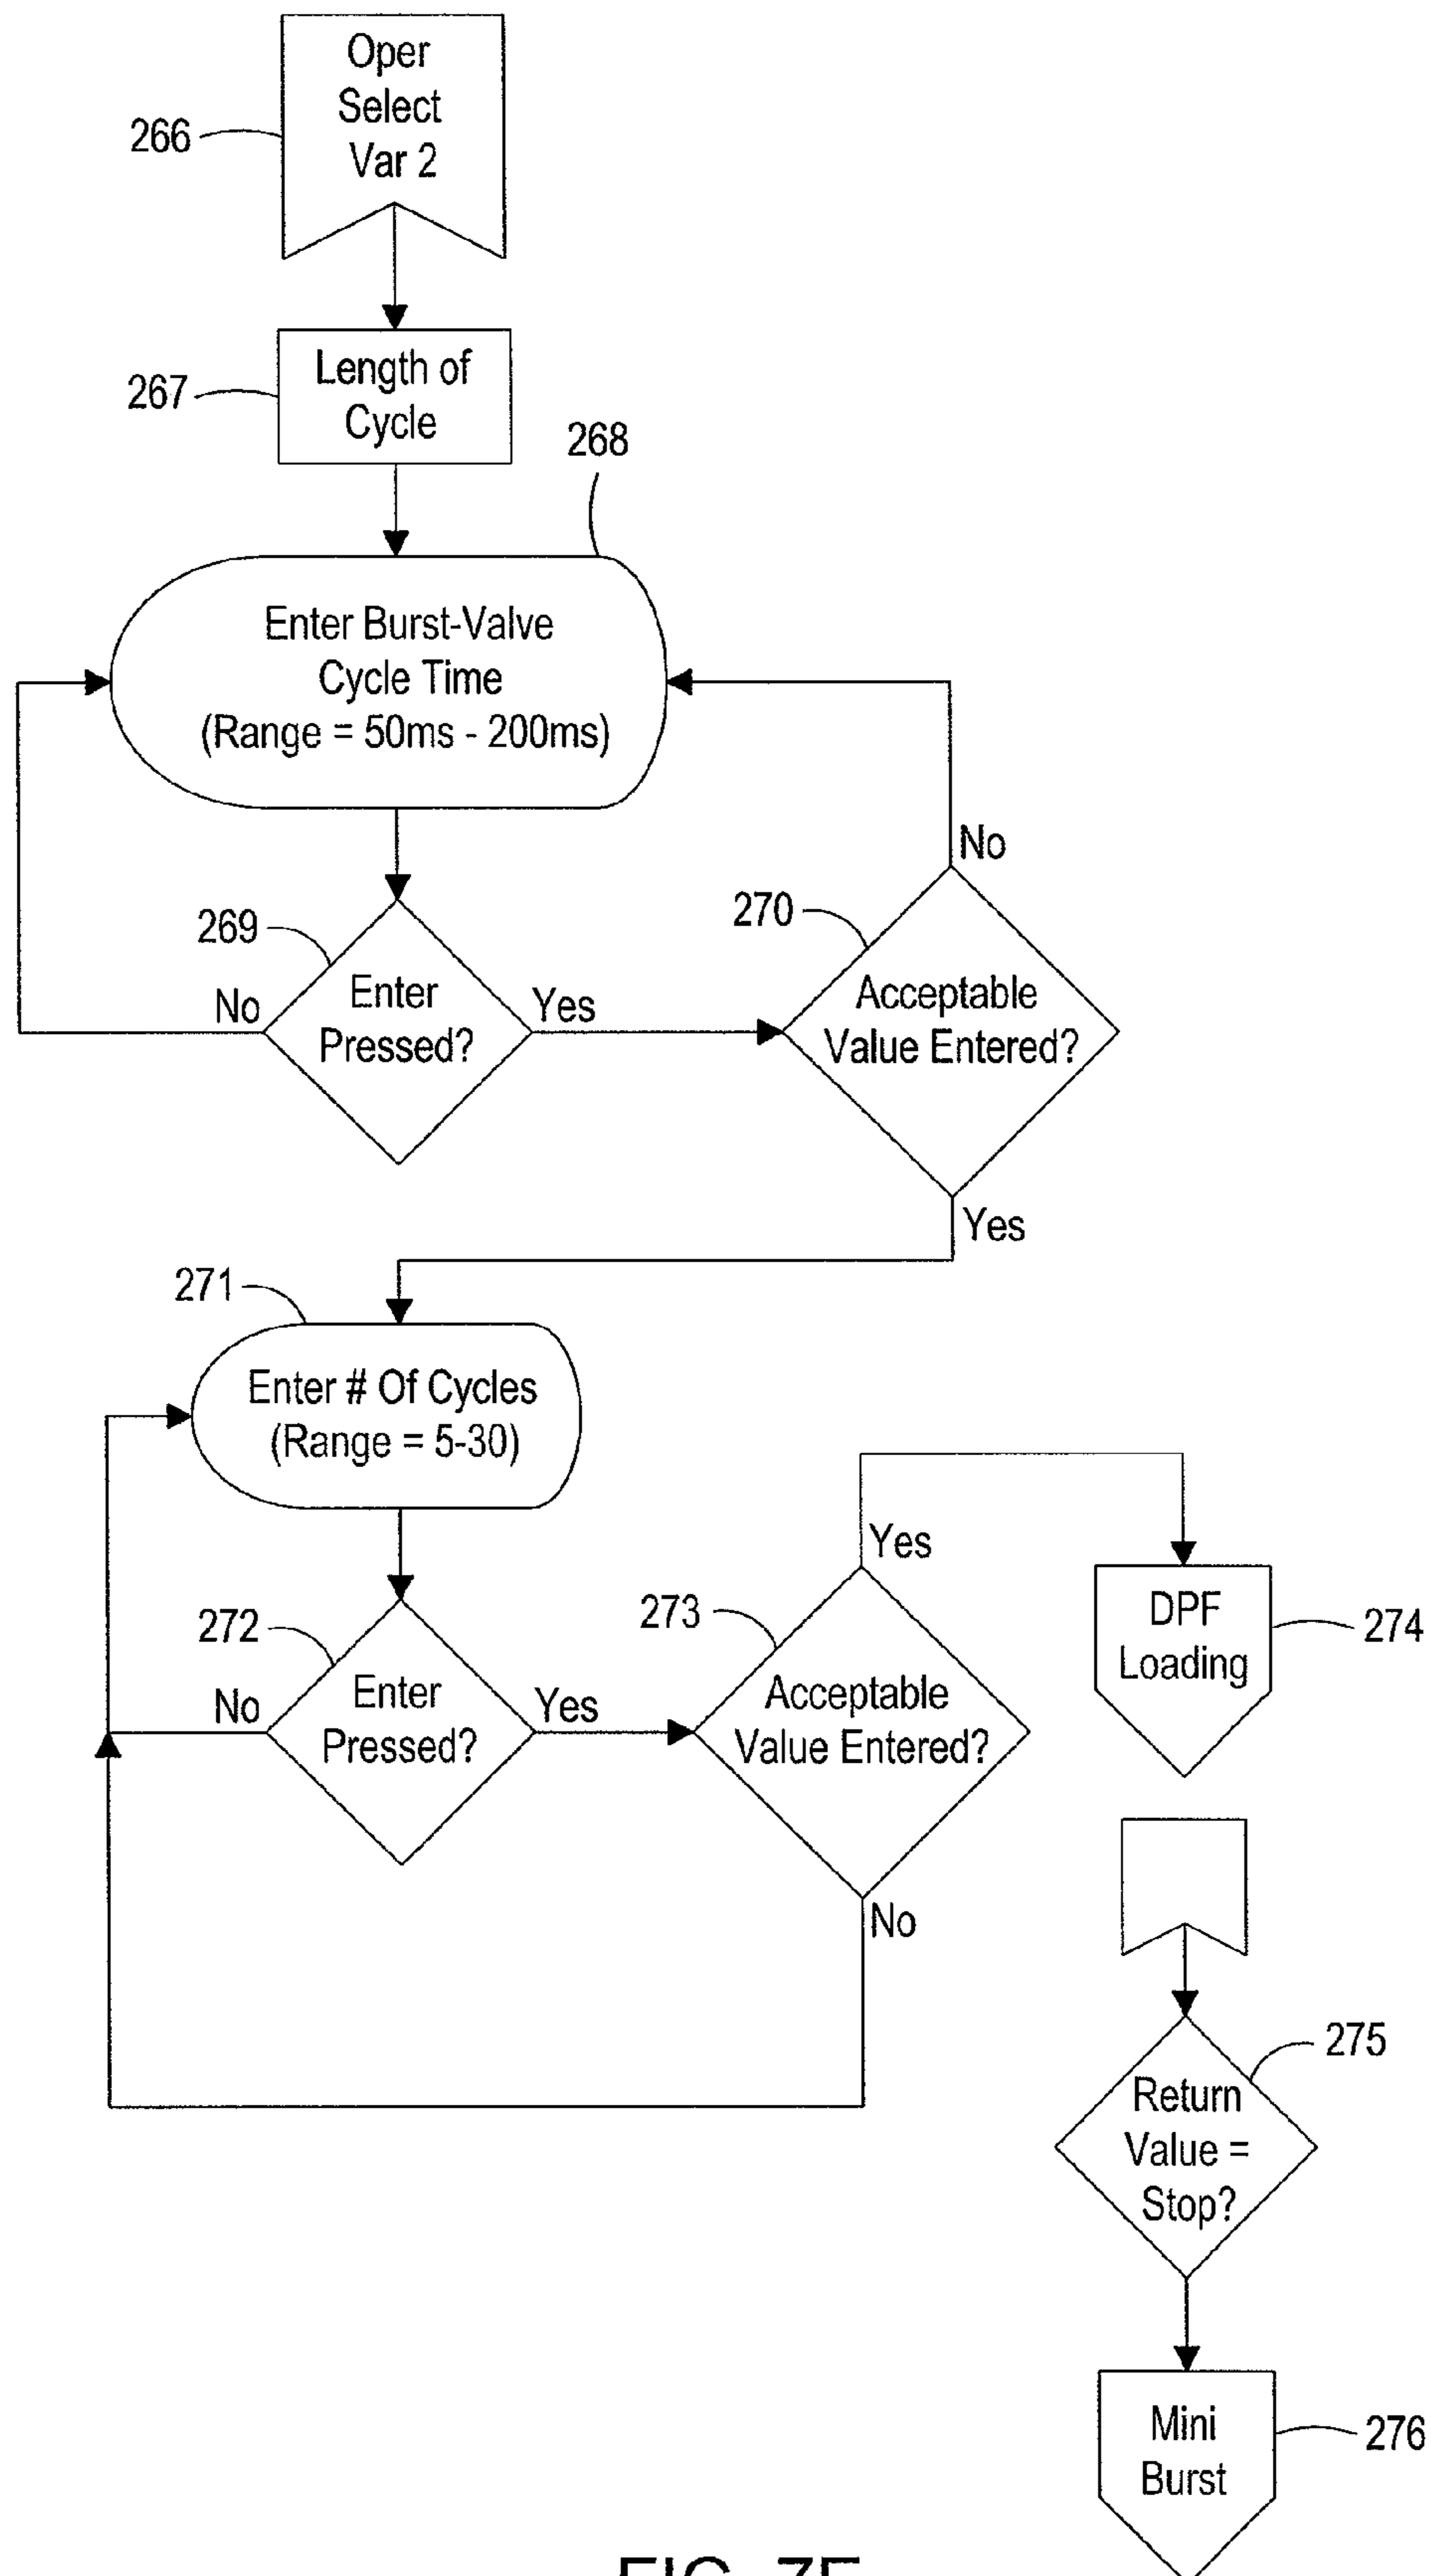 Oper
Select
Var 2
266
Length of
Cycle
267
268
Enter Burst-Valve
Cycle Time
(Range = 50ms - 200ms)
No
270
269
Enter
Pressed?
No
Yes
Acceptable
Value Entered?
Yes
271
Enter # Of Cycles
(Range = 5-30)
Yes
DPF
Loading
274
273
272
Enter
Pressed?
No
Yes
Acceptable
Value Entered?
No
275
Return
Value =
Stop?
Mini
Burst
276
FIG. 7F